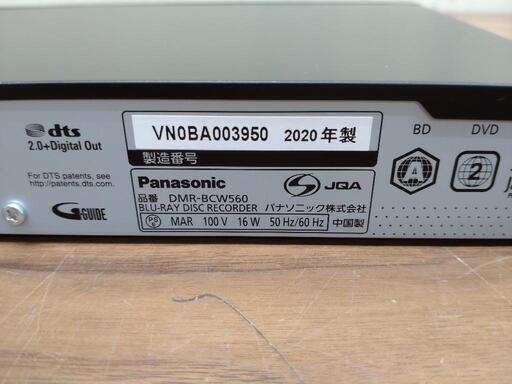 dts
2.0+Digital Out
For DTS patents, see
http://patents.dts.com.
G-GUIDE
VN0BA003950 2020年製
製造番号
Panasonic
JQA
品番 DMR-BCW560
BLU-RAY DISC RECORDER パナソニック株式会社
PS E MAR 100 V 16 W 50 Hz/60 Hz 中国製
BD DVD
A 2